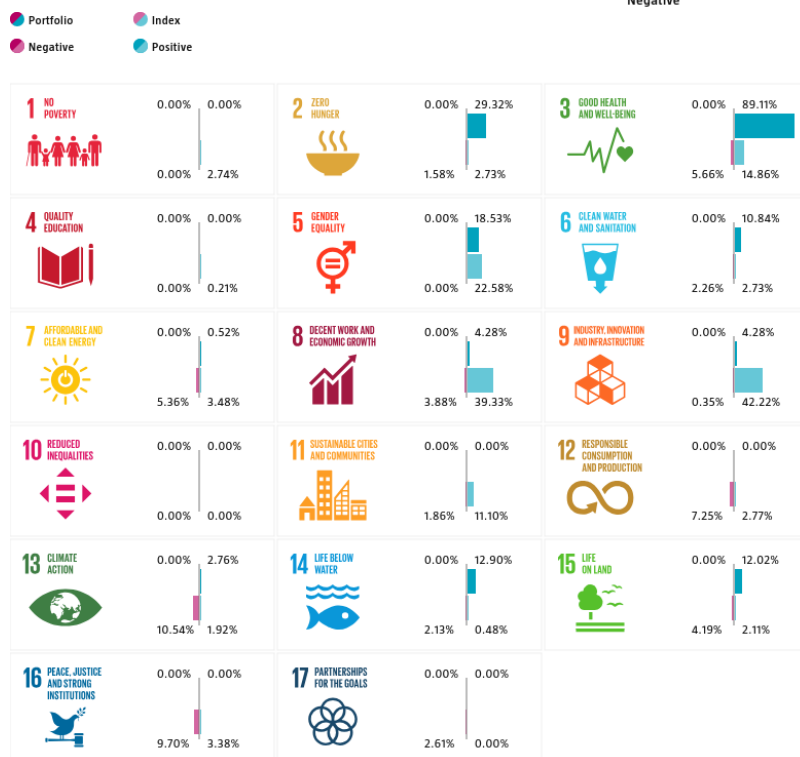 Negative
Portfolio
Index
Negative
Positive
1 NO
POVERTY
0.00% 0.00%
0.00% 2.74%
2 ZERO
HUNGER
0.00% 29.32%
1.58% 2.73%
3 GOOD HEALTH
AND WELL-BEING
0.00% 89.11%
5.66% 14.86%
4 QUALITY
EDUCATION
0.00% 0.00%
0.00% 0.21%
5 GENDER
EQUALITY
0.00% 18.53%
0.00% 22.58%
6 CLEAN WATER
AND SANITATION
0.00% 10.84%
2.26% 2.73%
7 AFFORDABLE AND
CLEAN ENERGY
0.00% 0.52%
5.36% 3.48%
8 DECENT WORK AND
ECONOMIC GROWTH
0.00% 4.28%
3.88% 39.33%
9 INDUSTRY, INNOVATION
AND INFRASTRUCTURE
0.00% 4.28%
0.35% 42.22%
10 REDUCED
INEQUALITIES
0.00% 0.00%
0.00% 0.00%
11 SUSTAINABLE CITIES
AND COMMUNITIES
0.00% 0.00%
1.86% 11.10%
12 RESPONSIBLE
CONSUMPTION
AND PRODUCTION
0.00% 0.00%
7.25% 2.77%
13 CLIMATE
ACTION
0.00% 2.76%
10.54% 1.92%
14 LIFE BELOW
WATER
0.00% 12.90%
2.13% 0.48%
15 LIFE
ON LAND
0.00% 12.02%
4.19% 2.11%
16 PEACE, JUSTICE
AND STRONG
INSTITUTIONS
0.00% 0.00%
9.70% 3.38%
17 PARTNERSHIPS
FOR THE GOALS
0.00% 0.00%
2.61% 0.00%